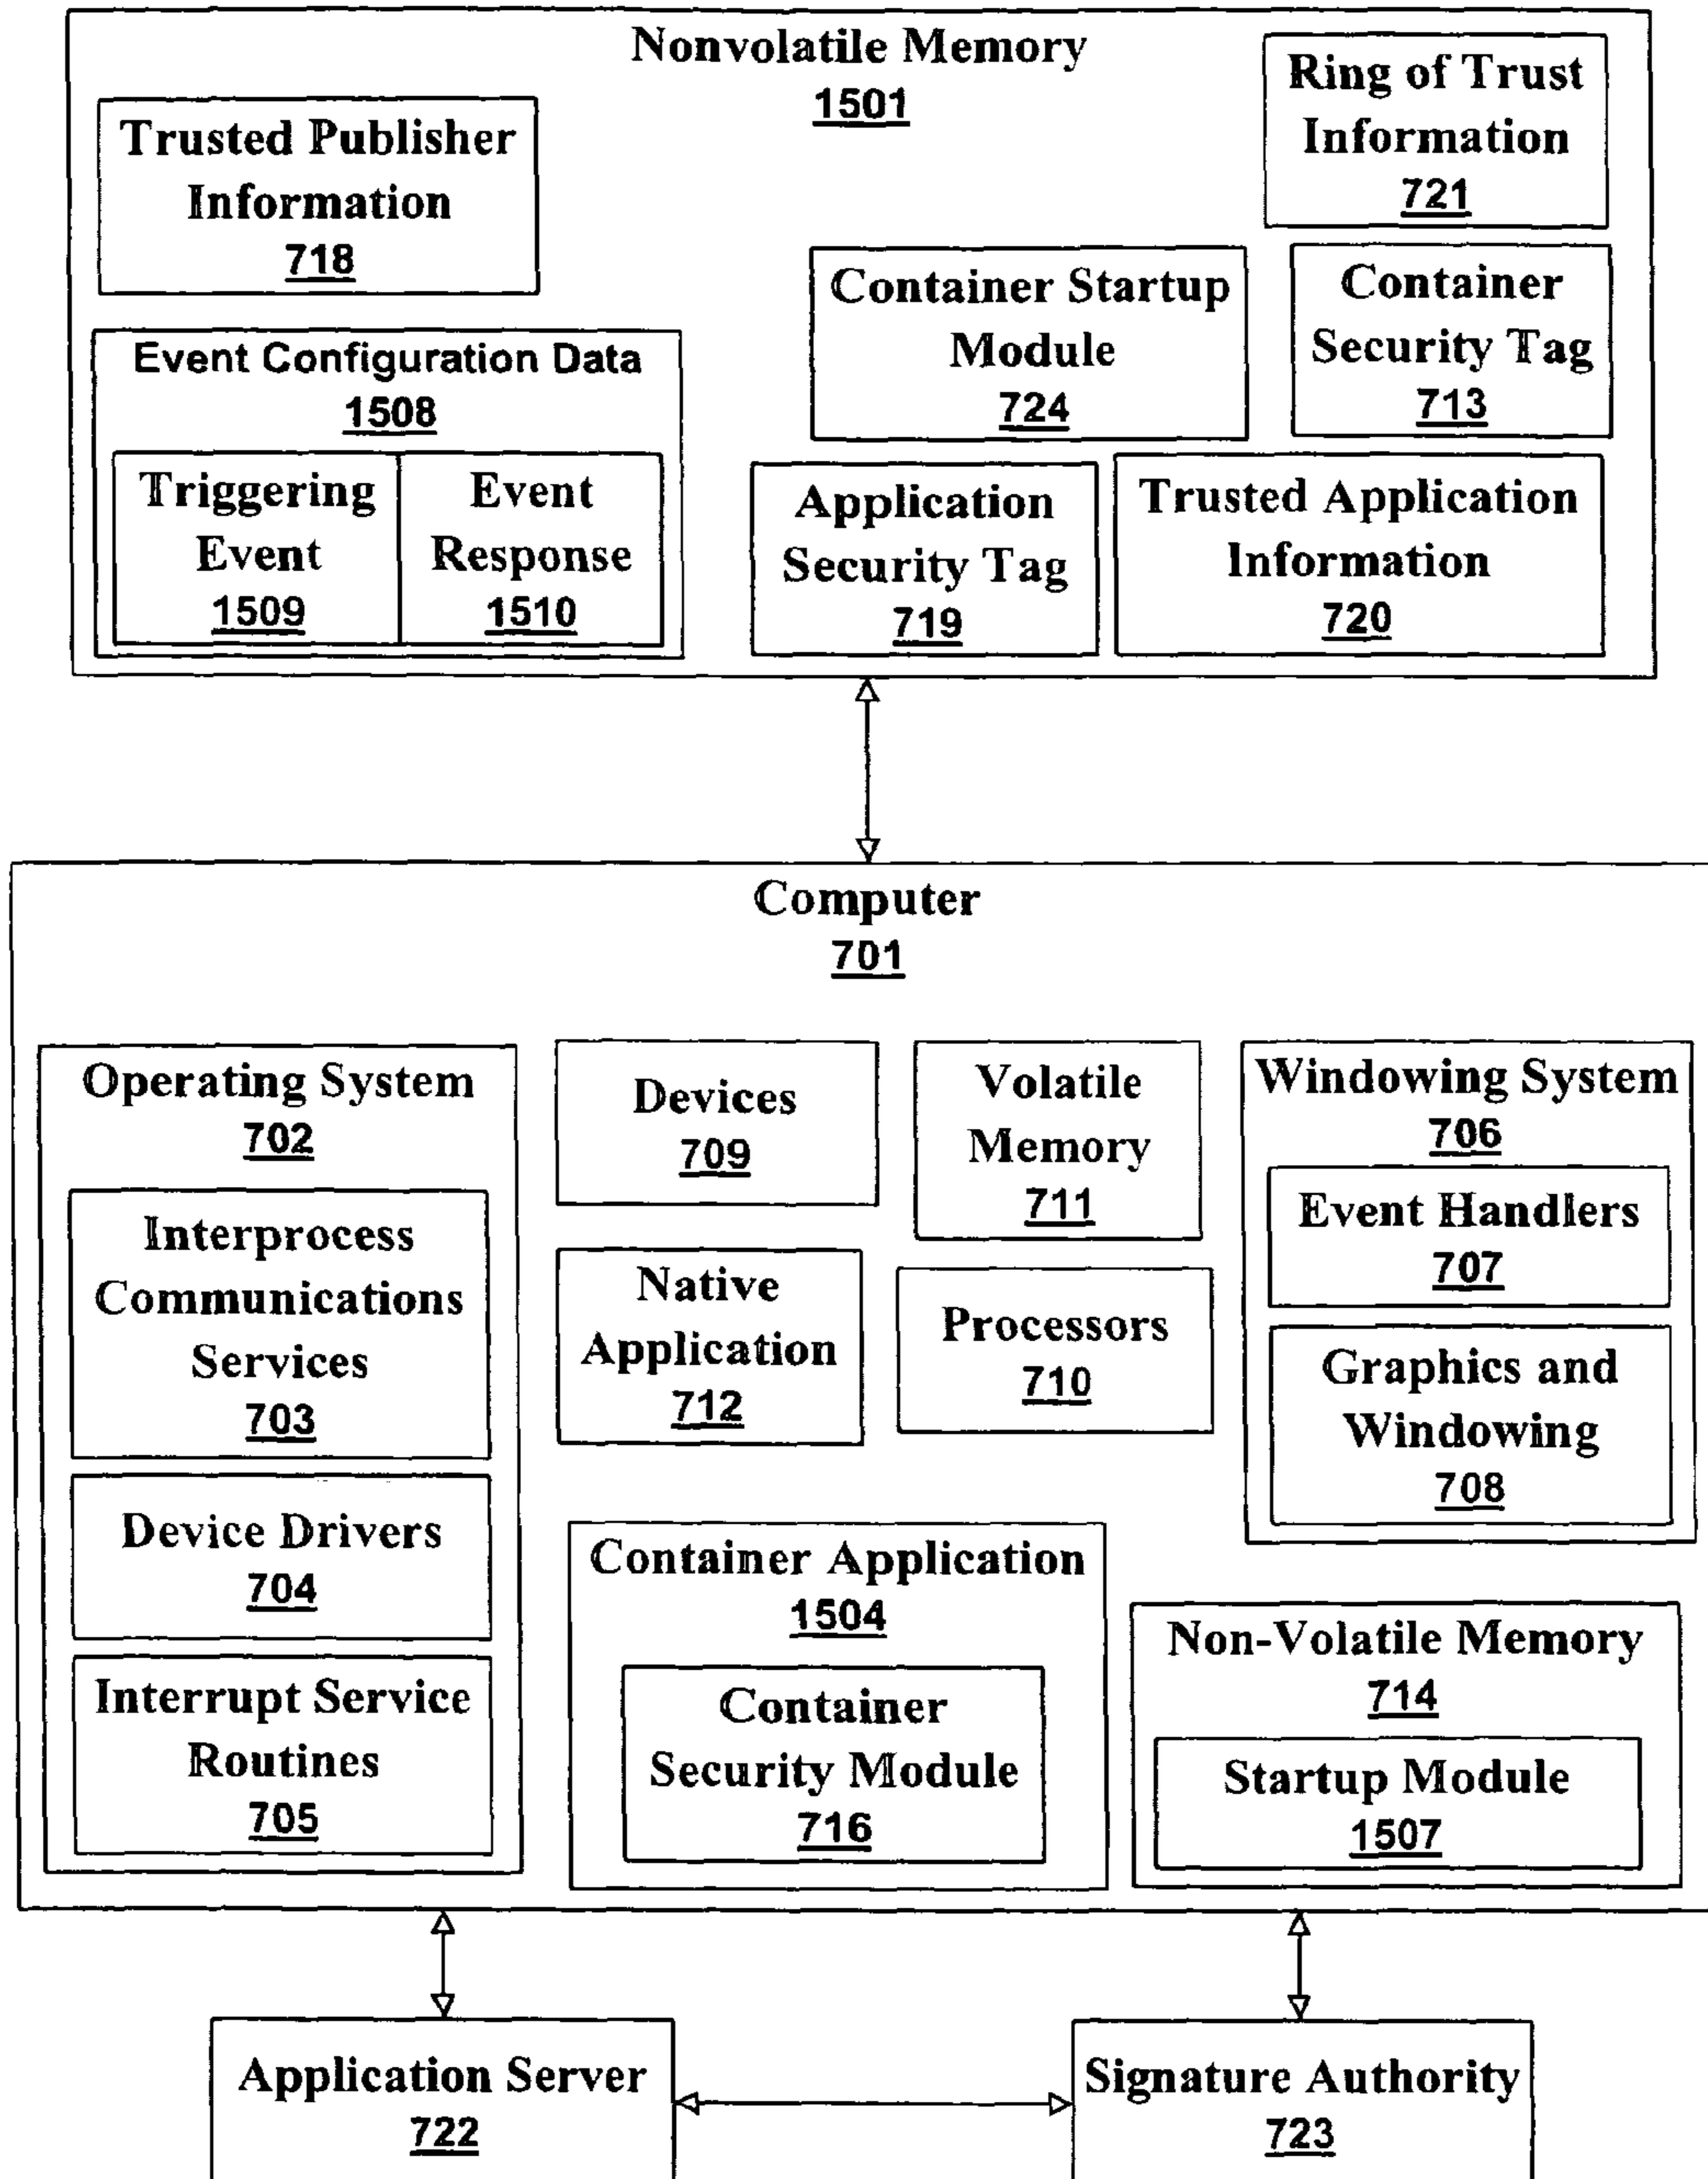 Nonvolatile Memory
1501
Trusted Publisher
Information
718
Ring of Trust
Information
721
Container Startup
Module
724
Container
Security Tag
713
Event Configuration Data
1508
Triggering
Event
1509
Event
Response
1510
Application
Security Tag
719
Trusted Application
Information
720
Computer
701
Operating System
702
Interprocess
Communications
Services
703
Device Drivers
704
Interrupt Service
Routines
705
Devices
709
Volatile
Memory
711
Native
Application
712
Processors
710
Windowing System
706
Event Handlers
707
Graphics and
Windowing
708
Container Application
1504
Container
Security Module
716
Non-Volatile Memory
714
Startup Module
1507
Application Server
722
Signature Authority
723